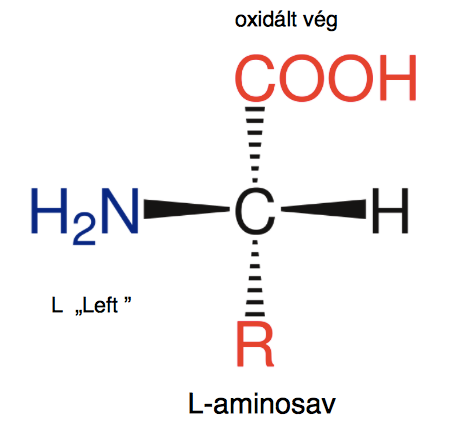 oxidált vég
COOH
H₂N C H
L „Left ”
R
L-aminosav